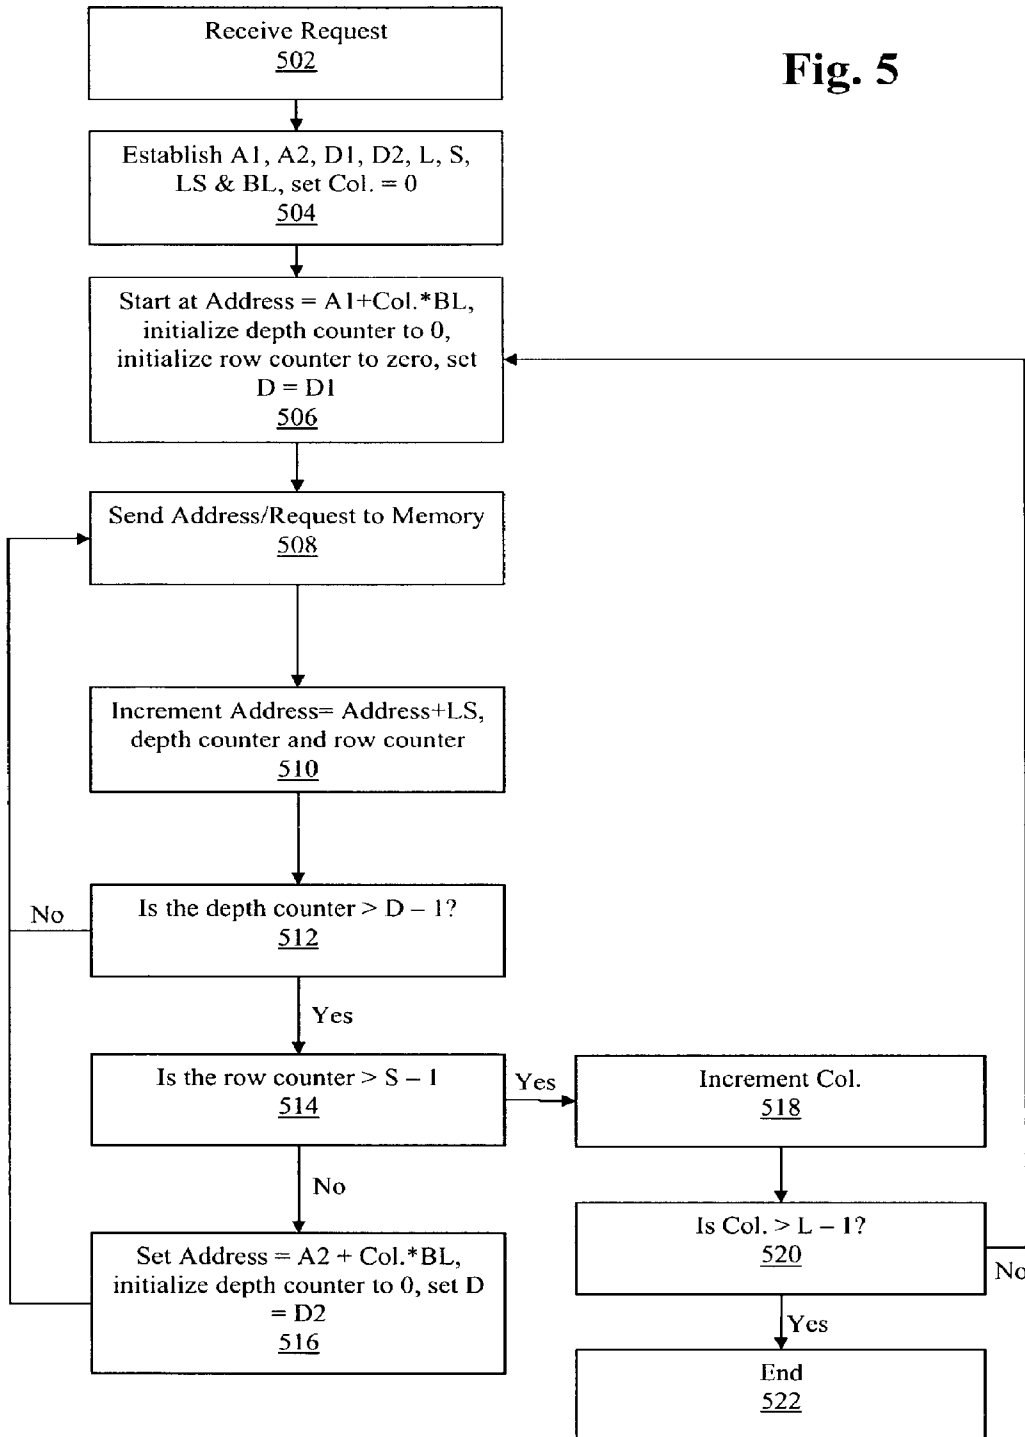 Receive Request
502
Fig. 5
Establish A1, A2, D1, D2, L, S,
LS & BL, set Col. = 0
504
Start at Address = A1+Col.*BL,
initialize depth counter to 0,
initialize row counter to zero, set
D = D1
506
Send Address/Request to Memory
508
Increment Address= Address+LS,
depth counter and row counter
510
Is the depth counter > D – 1?
512
No
Yes
Is the row counter > S – 1
514
Yes
Increment Col.
518
No
Set Address = A2 + Col.*BL,
initialize depth counter to 0, set D
= D2
516
Is Col. > L – 1?
520
No
Yes
End
522